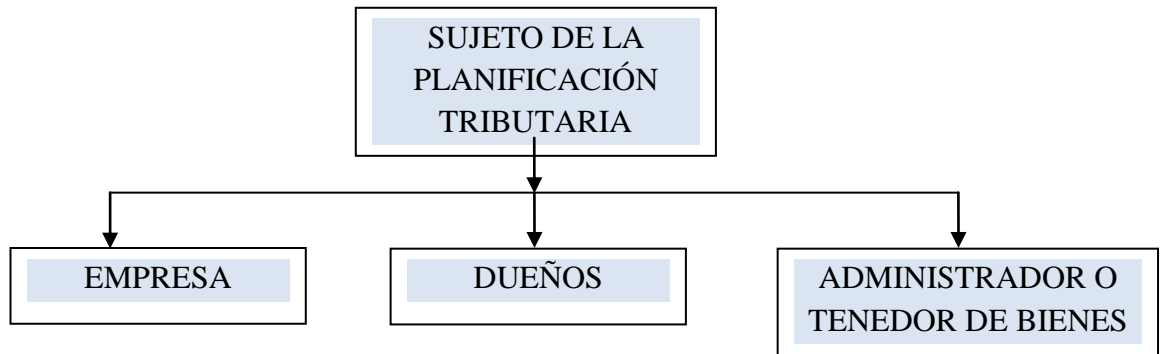 SUJETO DE LA
PLANIFICACIÓN
TRIBUTARIA
EMPRESA
DUEÑOS
ADMINISTRADOR O
TENEDOR DE BIENES